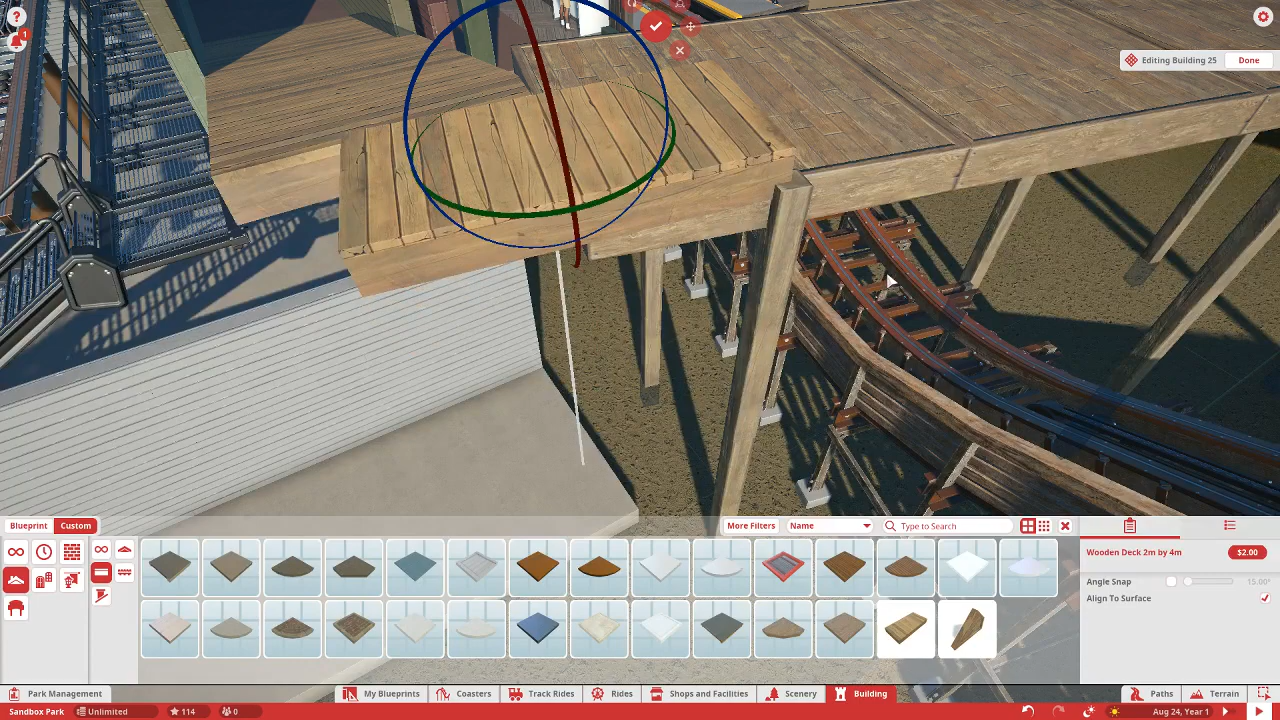 ?
1
Editing Building 25 Done
Blueprint Custom
More Filters Name Type to Search
Wooden Deck 2m by 4m $2.00
Angle Snap 15.00°
Align To Surface
Park Management My Blueprints Coasters Track Rides Rides Shops and Facilities Scenery Building Paths Terrain
Sandbox Park Unlimited 114 0 Aug 24, Year 1